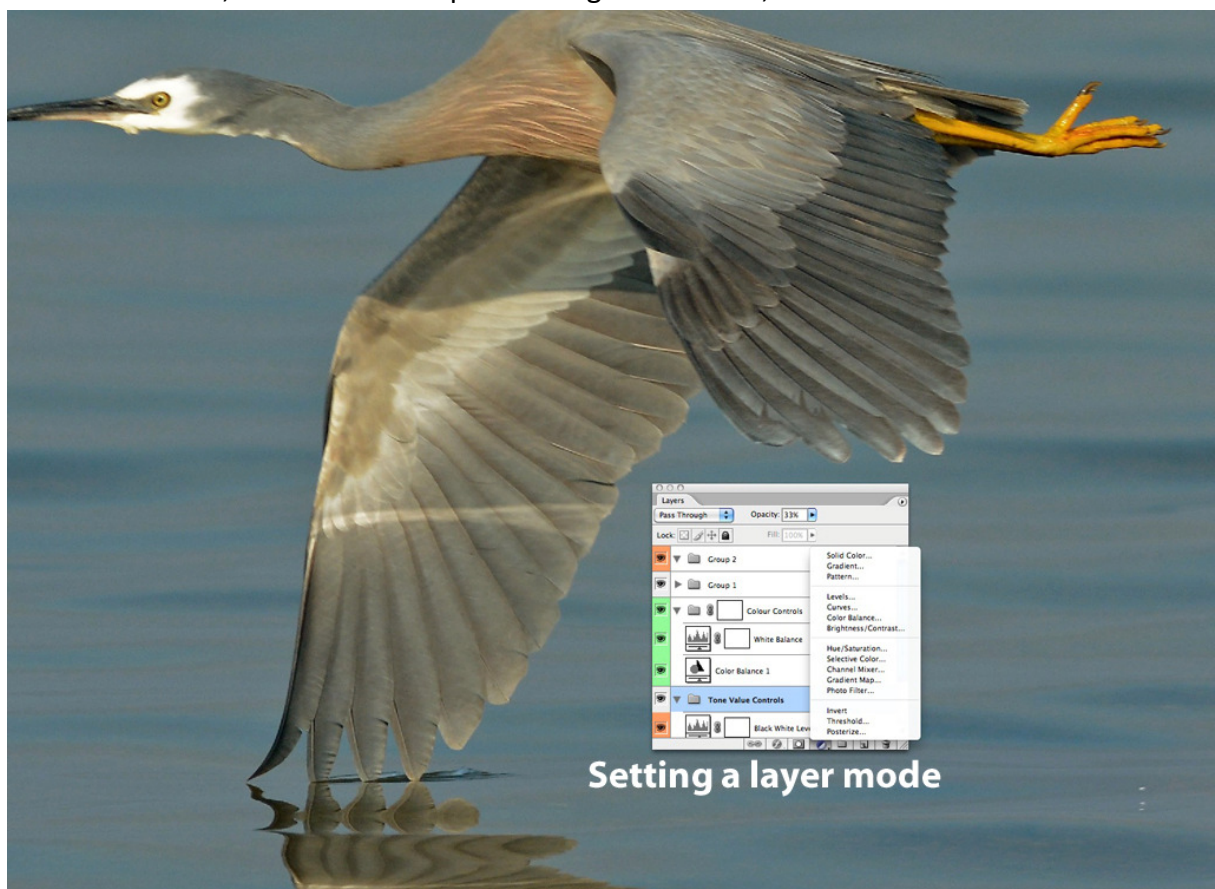 Layers
Pass Through Opacity: 33%
Lock: Fill: 100%
Group 2
Group 1
Colour Controls
White Balance
Color Balance 1
Tone Value Controls
Black White Leve
Solid Color...
Gradient...
Pattern...
Levels...
Curves...
Color Balance...
Brightness/Contrast...
Hue/Saturation...
Selective Color...
Channel Mixer...
Gradient Map...
Photo Filter...
Invert
Threshold...
Posterize...
Setting a layer mode